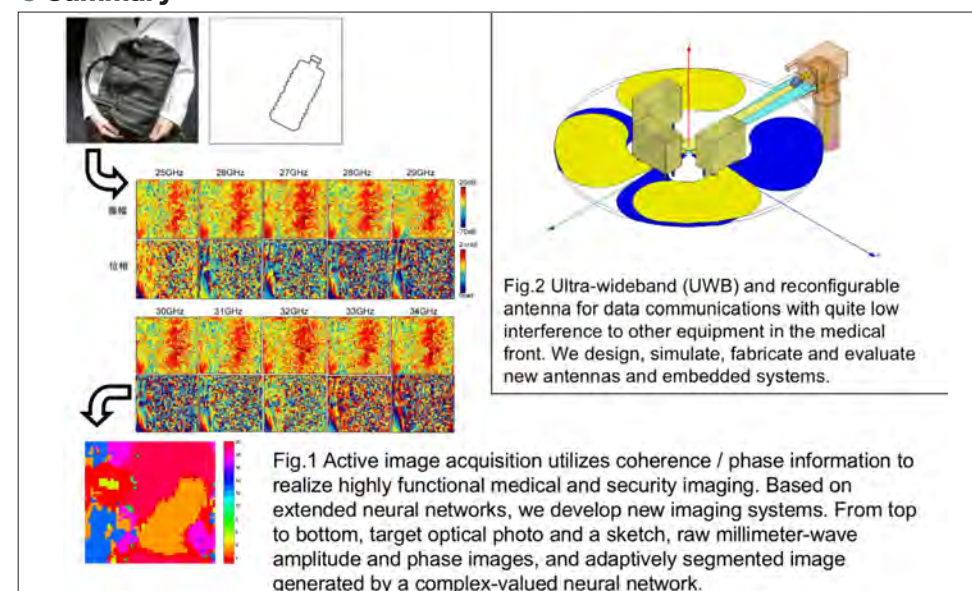 Summary
25GHz 26GHz 27GHz 28GHz 29GHz
振幅
-20dB
-70dB
位相
30GHz 31GHz 32GHz 33GHz 34GHz
Fig.2 Ultra-wideband (UWB) and reconfigurable
antenna for data communications with quite low
interference to other equipment in the medical
front. We design, simulate, fabricate and evaluate
new antennas and embedded systems.
Fig.1 Active image acquisition utilizes coherence / phase information to
realize highly functional medical and security imaging. Based on
extended neural networks, we develop new imaging systems. From top
to bottom, target optical photo and a sketch, raw millimeter-wave
amplitude and phase images, and adaptively segmented image
generated by a complex-valued neural network.